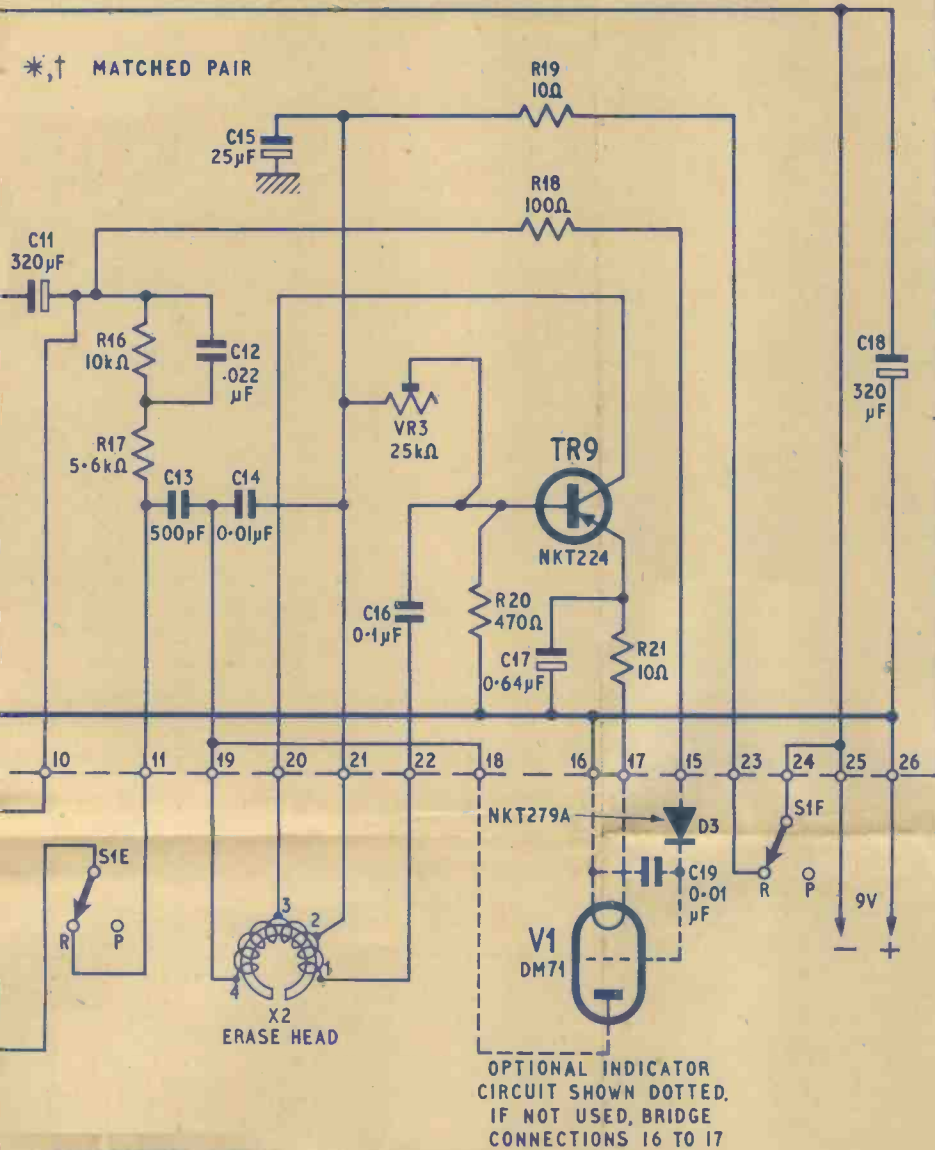 *,† MATCHED PAIR
R19
10Ω
C15
25µF
R18
100Ω
C11
320µF
R16
10kΩ
C12
·022
µF
C18
320
µF
VR3
25kΩ
R17
5·6kΩ
TR9
C13
500pF
C14
0·01µF
NKT224
C16
0·1µF
R20
470Ω
C17
0·64µF
R21
10Ω
10
11
19
20
21
22
18
16
17
15
23
24
25
26
NKT279A
D3
S1F
S1E
C19
0·01
µF
R
P
9V
R
P
3
2
1
4
V1
DM71
−
+
X2
ERASE HEAD
OPTIONAL INDICATOR
CIRCUIT SHOWN DOTTED.
IF NOT USED, BRIDGE
CONNECTIONS 16 TO 17